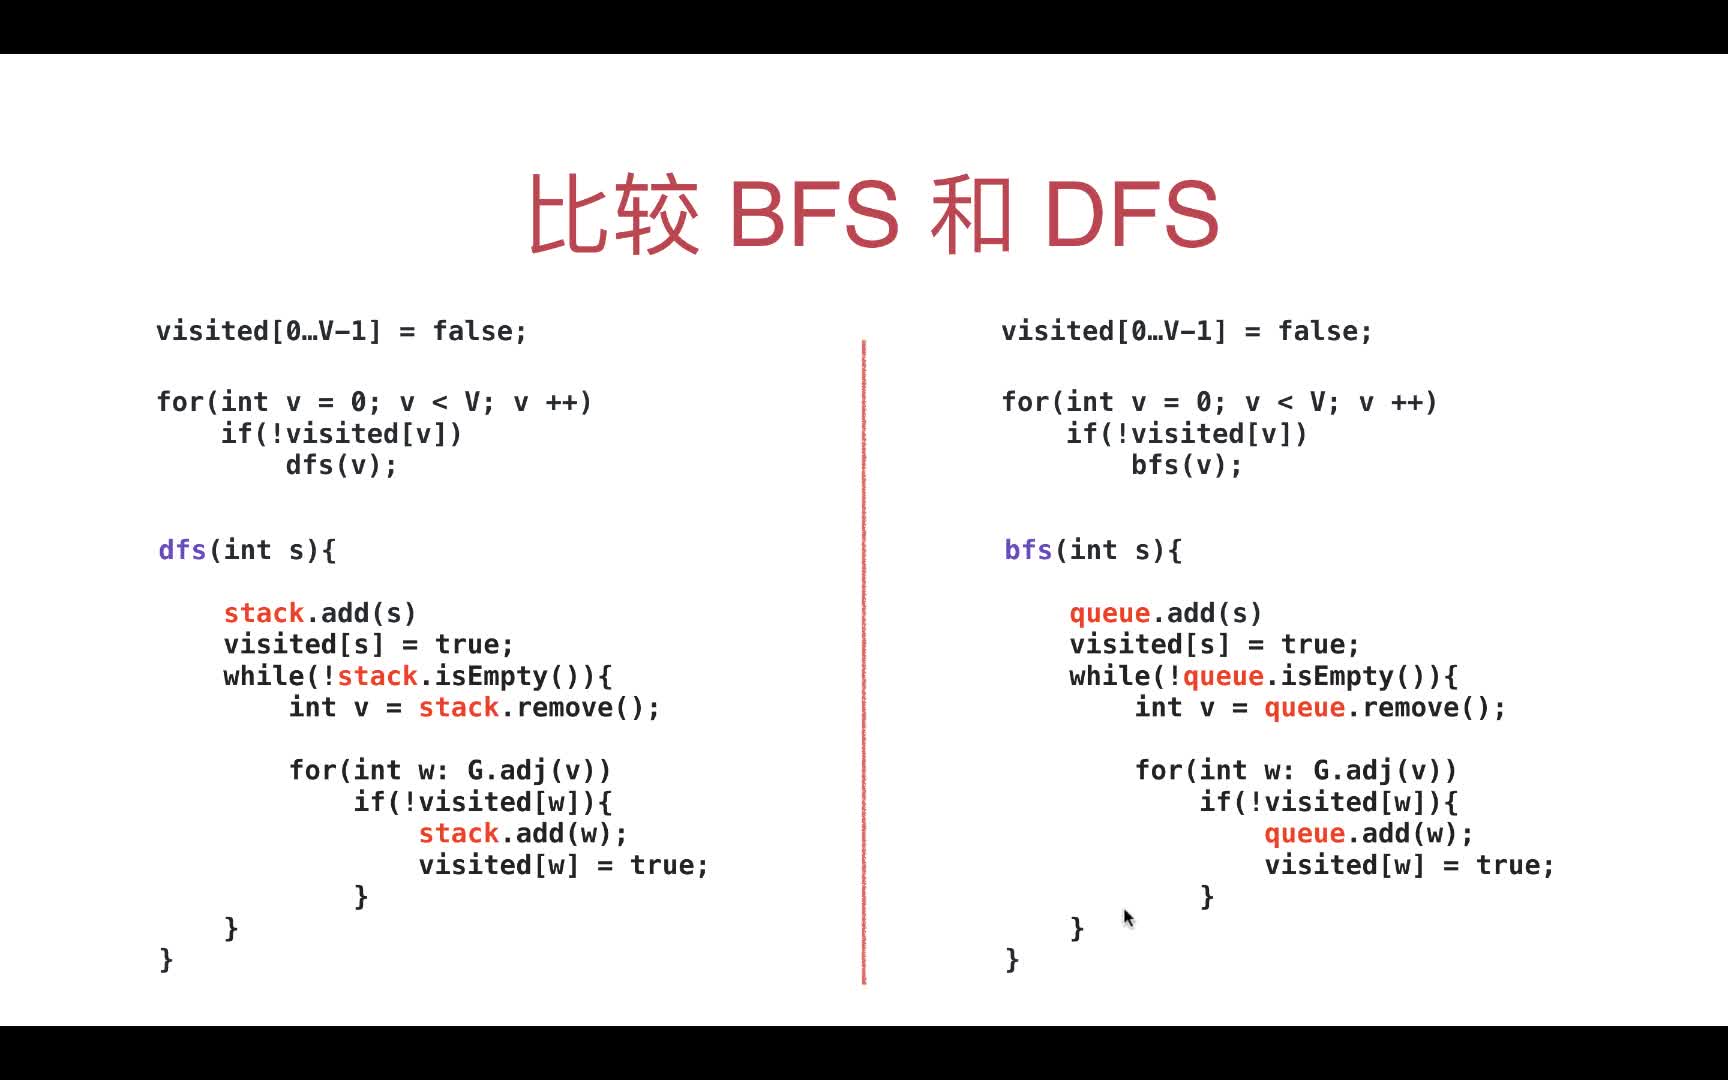 比较 BFS 和 DFS
visited[0…V-1] = false;
for(int v = 0; v < V; v ++)
if(!visited[v])
dfs(v);
dfs(int s){
stack.add(s)
visited[s] = true;
while(!stack.isEmpty()){
int v = stack.remove();
for(int w: G.adj(v))
if(!visited[w]){
stack.add(w);
visited[w] = true;
}
}
}
visited[0…V-1] = false;
for(int v = 0; v < V; v ++)
if(!visited[v])
bfs(v);
bfs(int s){
queue.add(s)
visited[s] = true;
while(!queue.isEmpty()){
int v = queue.remove();
for(int w: G.adj(v))
if(!visited[w]){
queue.add(w);
visited[w] = true;
}
}
}